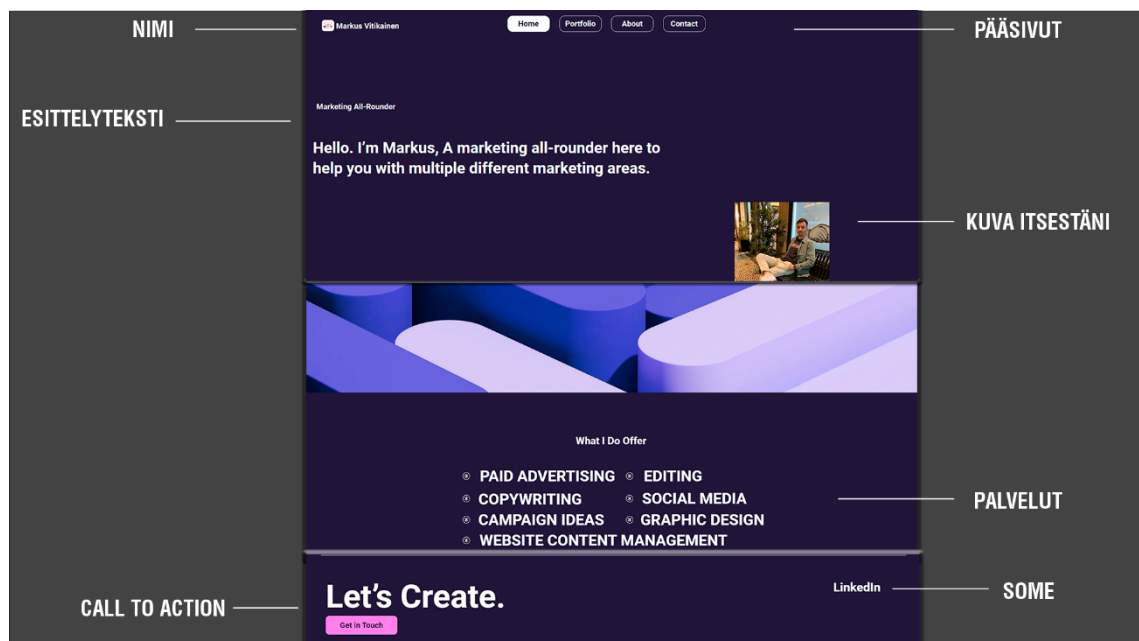 NIMI
Markus Vitikainen
Home
Portfolio
About
Contact
PÄÄSIVUT
Marketing All-Rounder
ESITTELYTEKSTI
Hello. I'm Markus, A marketing all-rounder here to
help you with multiple different marketing areas.
KUVA ITSESTÄNI
What I Do Offer
PAID ADVERTISING
EDITING
COPYWRITING
SOCIAL MEDIA
PALVELUT
CAMPAIGN IDEAS
GRAPHIC DESIGN
WEBSITE CONTENT MANAGEMENT
Let's Create.
LinkedIn
SOME
CALL TO ACTION
Get in Touch